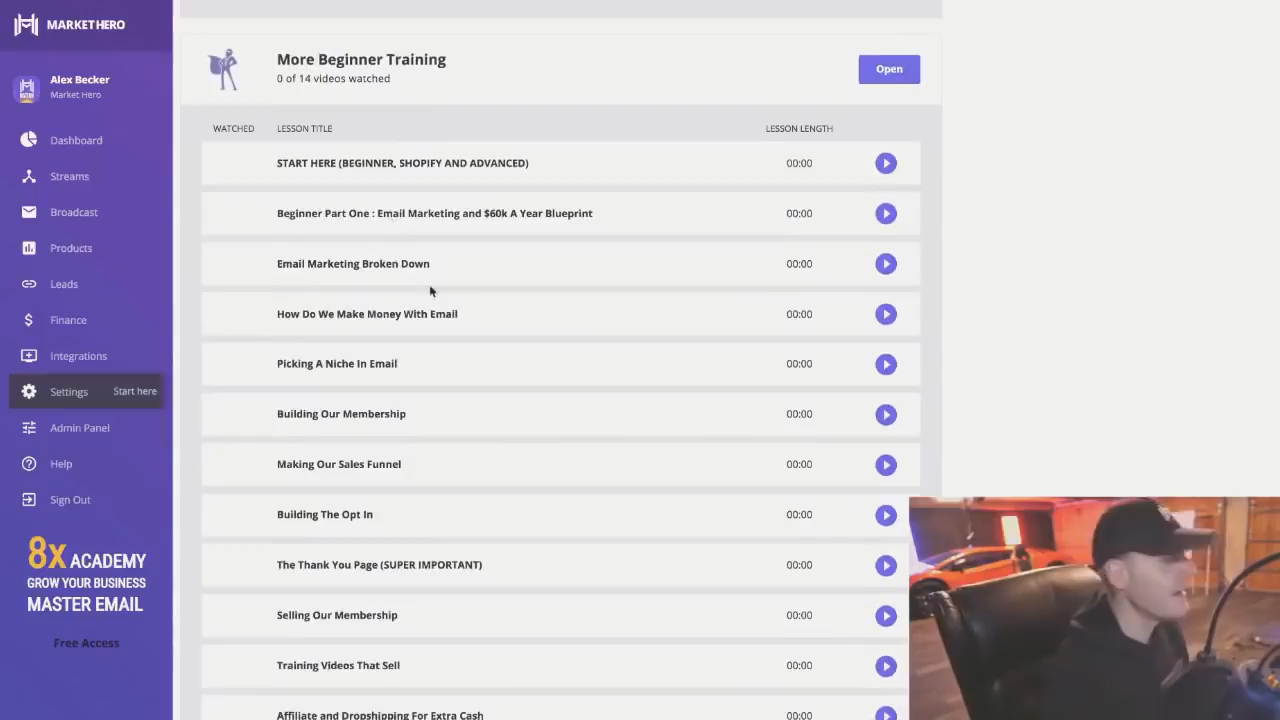 MARKET HERO
Alex Becker
Market Hero
Dashboard
Streams
Broadcast
Products
Leads
Finance
Integrations
Settings Start here
Admin Panel
Help
Sign Out
8x ACADEMY
GROW YOUR BUSINESS
MASTER EMAIL
Free Access
More Beginner Training
0 of 14 videos watched
Open
WATCHED LESSON TITLE LESSON LENGTH
START HERE (BEGINNER, SHOPIFY AND ADVANCED) 00:00
Beginner Part One : Email Marketing and $60k A Year Blueprint 00:00
Email Marketing Broken Down 00:00
How Do We Make Money With Email 00:00
Picking A Niche In Email 00:00
Building Our Membership 00:00
Making Our Sales Funnel 00:00
Building The Opt In 00:00
The Thank You Page (SUPER IMPORTANT) 00:00
Selling Our Membership 00:00
Training Videos That Sell 00:00
Affiliate and Dropshipping For Extra Cash 00:00